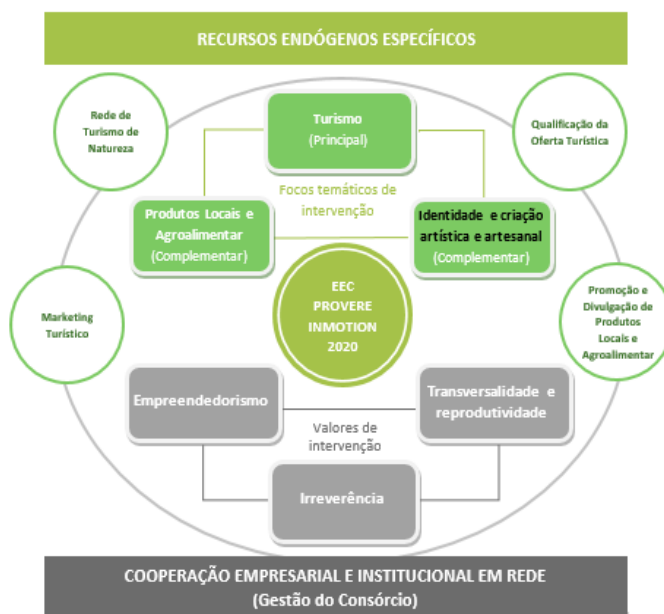 RECURSOS ENDÓGENOS ESPECÍFICOS
Rede de
Turismo de
Natureza
Turismo
(Principal)
Qualificação da
Oferta Turística
Focos temáticos de
intervenção
Produtos Locais e
Agroalimentar
(Complementar)
Identidade e criação
artística e artesanal
(Complementar)
EEC
PROVERE
INMOTION
2020
Marketing
Turístico
Promoção e
Divulgação de
Produtos
Locais e
Agroalimentar
Empreendedorismo
Transversalidade e
reprodutividade
Valores de
intervenção
Irreverência
COOPERAÇÃO EMPRESARIAL E INSTITUCIONAL EM REDE
(Gestão do Consórcio)